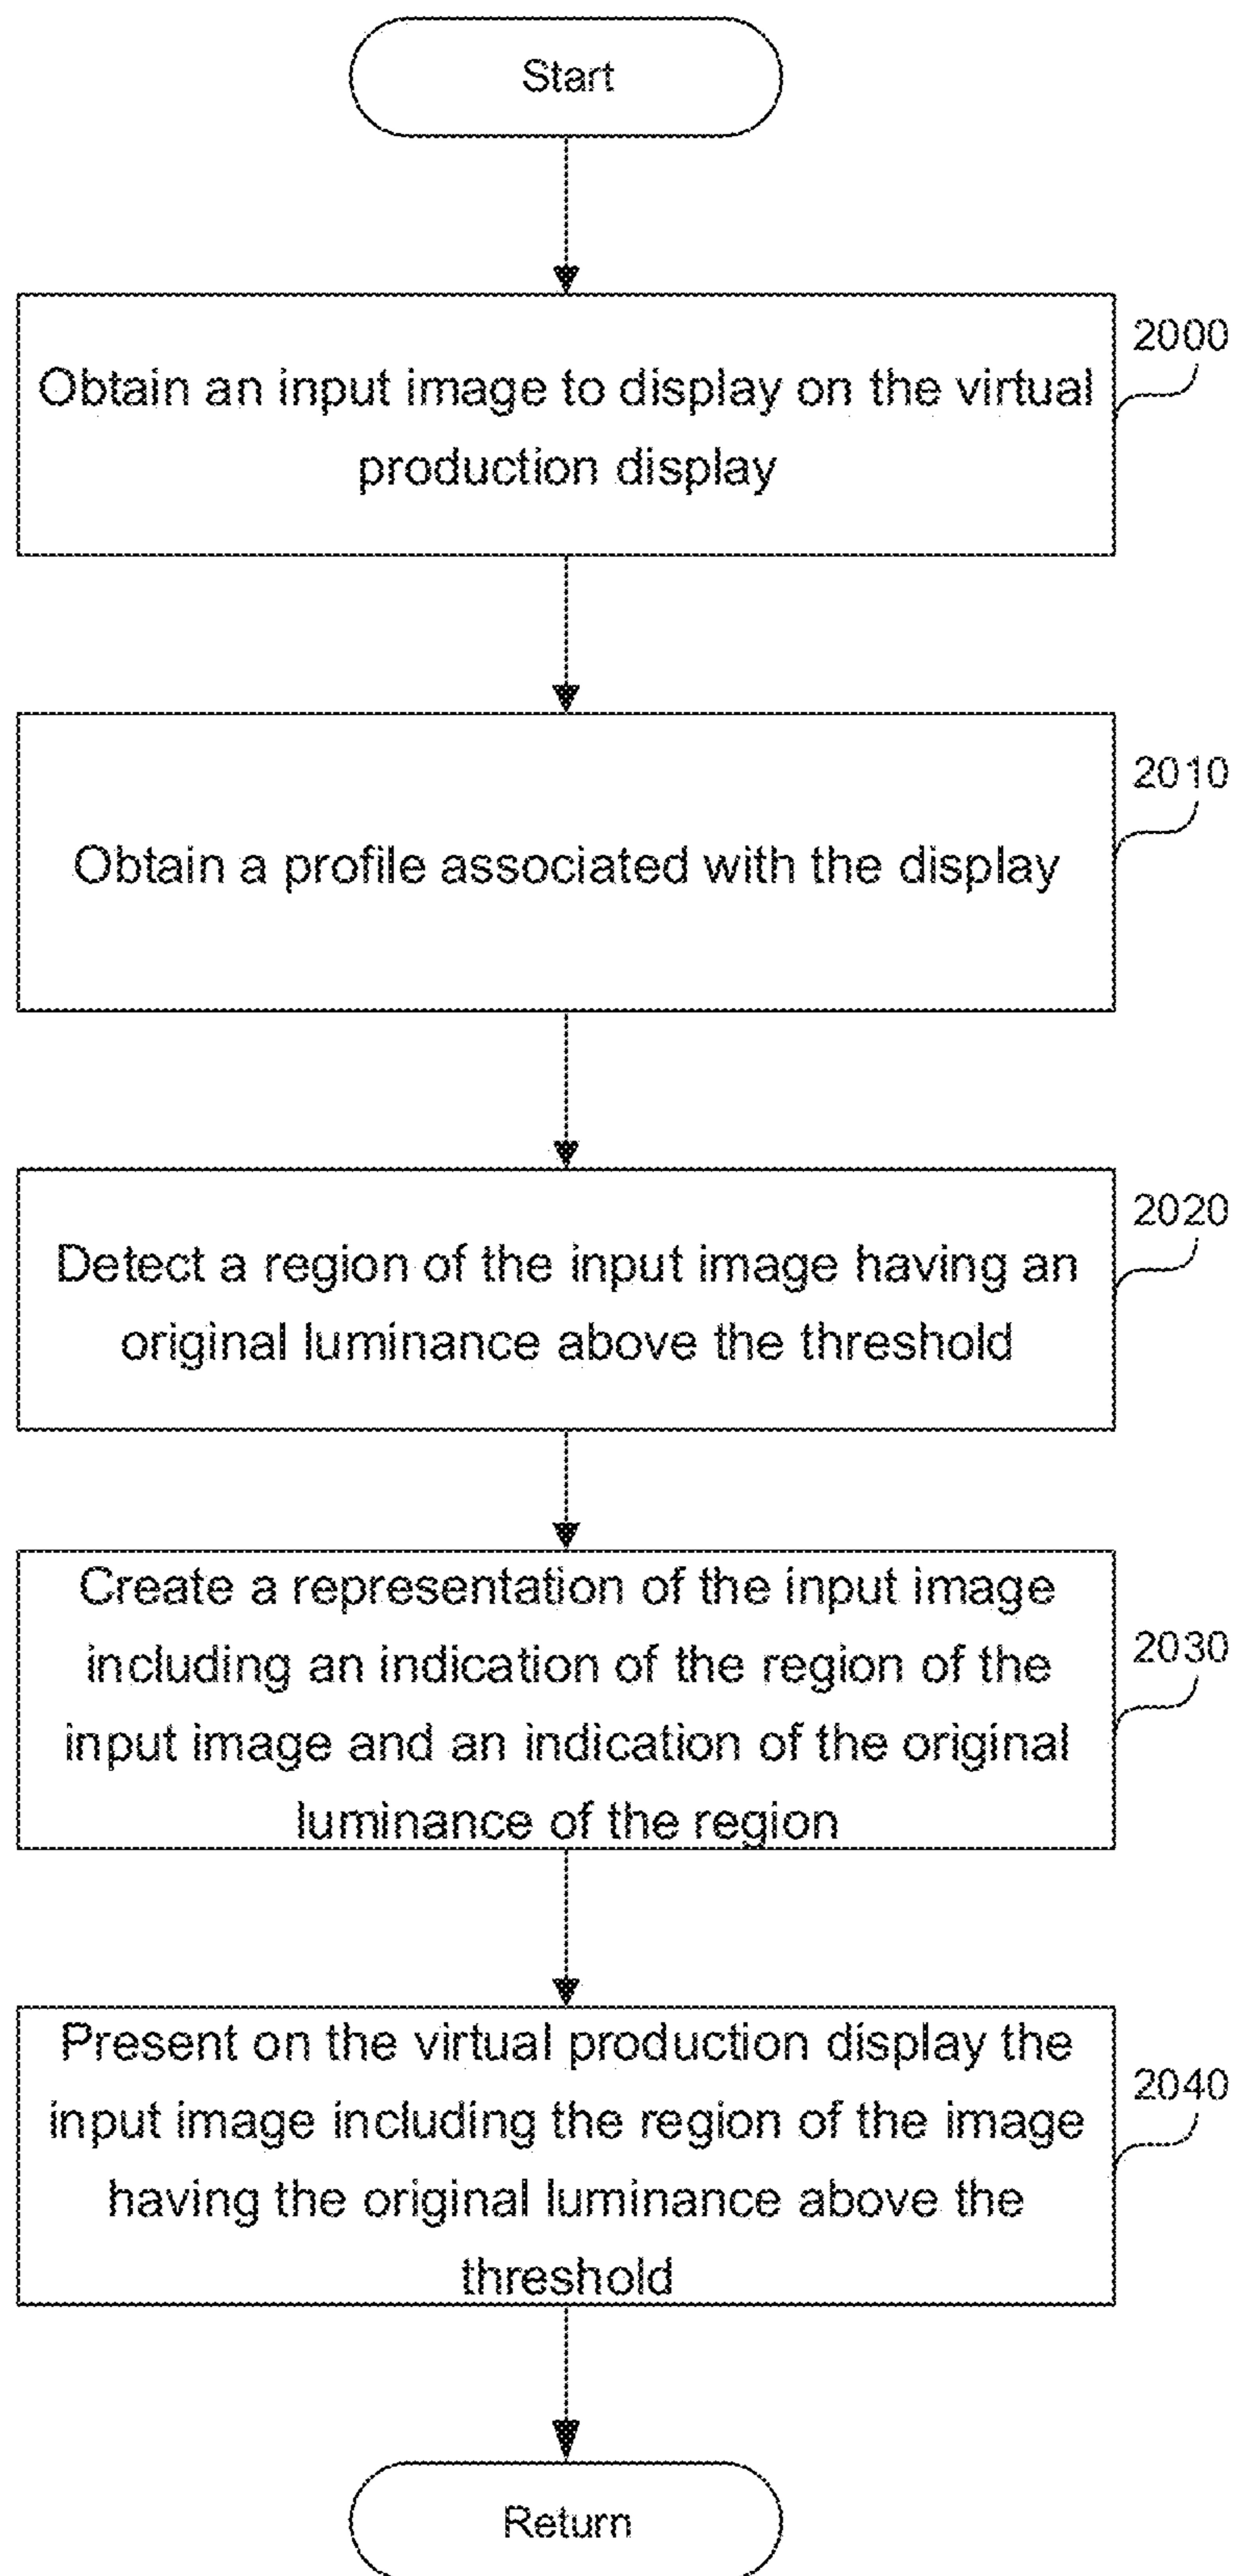 Start
Obtain an input image to display on the virtual
production display
2000
Obtain a profile associated with the display
2010
Detect a region of the input image having an
original luminance above the threshold
2020
Create a representation of the input image
including an indication of the region of the
input image and an indication of the original
luminance of the region
2030
Present on the virtual production display the
input image including the region of the image
having the original luminance above the
threshold
2040
Return